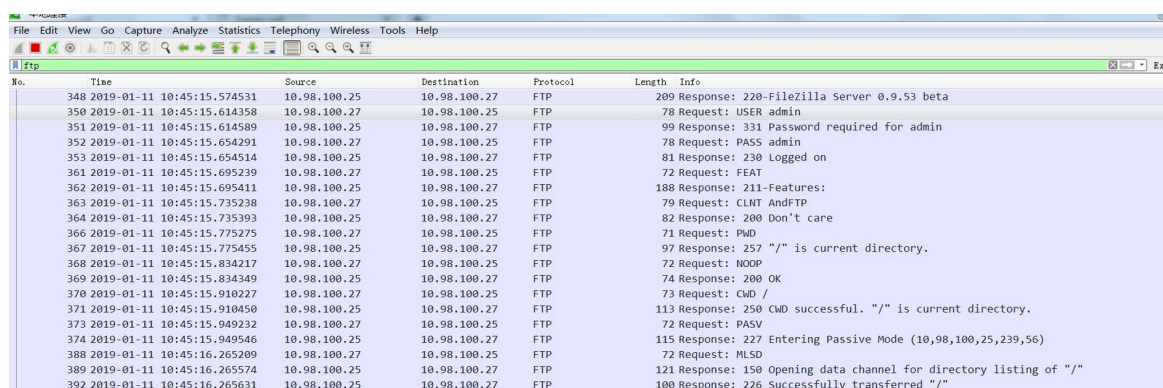 本地连接
File Edit View Go Capture Analyze Statistics Telephony Wireless Tools Help
ftp
No. Time Source Destination Protocol Length Info
348 2019-01-11 10:45:15.574531 10.98.100.25 10.98.100.27 FTP 209 Response: 220-FileZilla Server 0.9.53 beta
350 2019-01-11 10:45:15.614358 10.98.100.27 10.98.100.25 FTP 78 Request: USER admin
351 2019-01-11 10:45:15.614589 10.98.100.25 10.98.100.27 FTP 99 Response: 331 Password required for admin
352 2019-01-11 10:45:15.654291 10.98.100.27 10.98.100.25 FTP 78 Request: PASS admin
353 2019-01-11 10:45:15.654514 10.98.100.25 10.98.100.27 FTP 81 Response: 230 Logged on
361 2019-01-11 10:45:15.695239 10.98.100.27 10.98.100.25 FTP 72 Request: FEAT
362 2019-01-11 10:45:15.695411 10.98.100.25 10.98.100.27 FTP 188 Response: 211-Features:
363 2019-01-11 10:45:15.735238 10.98.100.27 10.98.100.25 FTP 79 Request: CLNT AndFTP
364 2019-01-11 10:45:15.735393 10.98.100.25 10.98.100.27 FTP 82 Response: 200 Don't care
366 2019-01-11 10:45:15.775275 10.98.100.27 10.98.100.25 FTP 71 Request: PWD
367 2019-01-11 10:45:15.775455 10.98.100.25 10.98.100.27 FTP 97 Response: 257 "/" is current directory.
368 2019-01-11 10:45:15.834217 10.98.100.27 10.98.100.25 FTP 72 Request: NOOP
369 2019-01-11 10:45:15.834349 10.98.100.25 10.98.100.27 FTP 74 Response: 200 OK
370 2019-01-11 10:45:15.910227 10.98.100.27 10.98.100.25 FTP 73 Request: CWD /
371 2019-01-11 10:45:15.910450 10.98.100.25 10.98.100.27 FTP 113 Response: 250 CWD successful. "/" is current directory.
373 2019-01-11 10:45:15.949232 10.98.100.27 10.98.100.25 FTP 72 Request: PASV
374 2019-01-11 10:45:15.949546 10.98.100.25 10.98.100.27 FTP 115 Response: 227 Entering Passive Mode (10,98,100,25,239,56)
388 2019-01-11 10:45:16.265209 10.98.100.27 10.98.100.25 FTP 72 Request: MLSD
389 2019-01-11 10:45:16.265574 10.98.100.25 10.98.100.27 FTP 121 Response: 150 Opening data channel for directory listing of "/"
392 2019-01-11 10:45:16.265631 10.98.100.25 10.98.100.27 FTP 100 Response: 226 Successfully transferred "/"